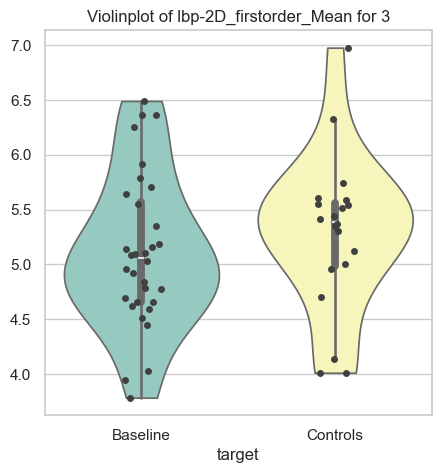 Violinplot of lbp-2D_firstorder_Mean for 3
7.0
6.5
6.0
5.5
5.0
4.5
4.0
Baseline
Controls
target